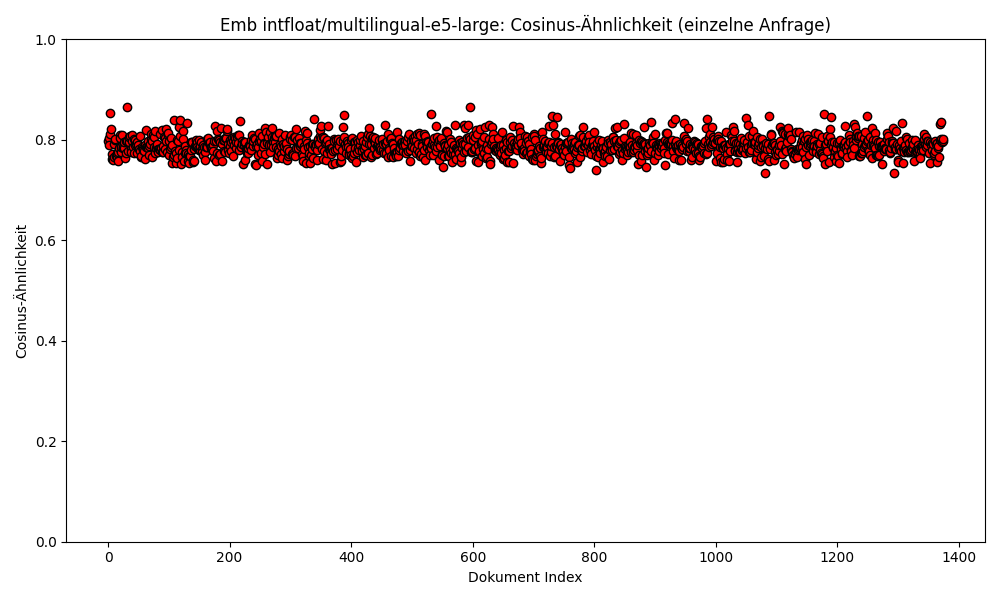 Emb intfloat/multilingual-e5-large: Cosinus-Ähnlichkeit (einzelne Anfrage)
1.0
0.8
0.6
0.4
0.2
0.0
Cosinus-Ähnlichkeit
0 200 400 600 800 1000 1200 1400
Dokument Index